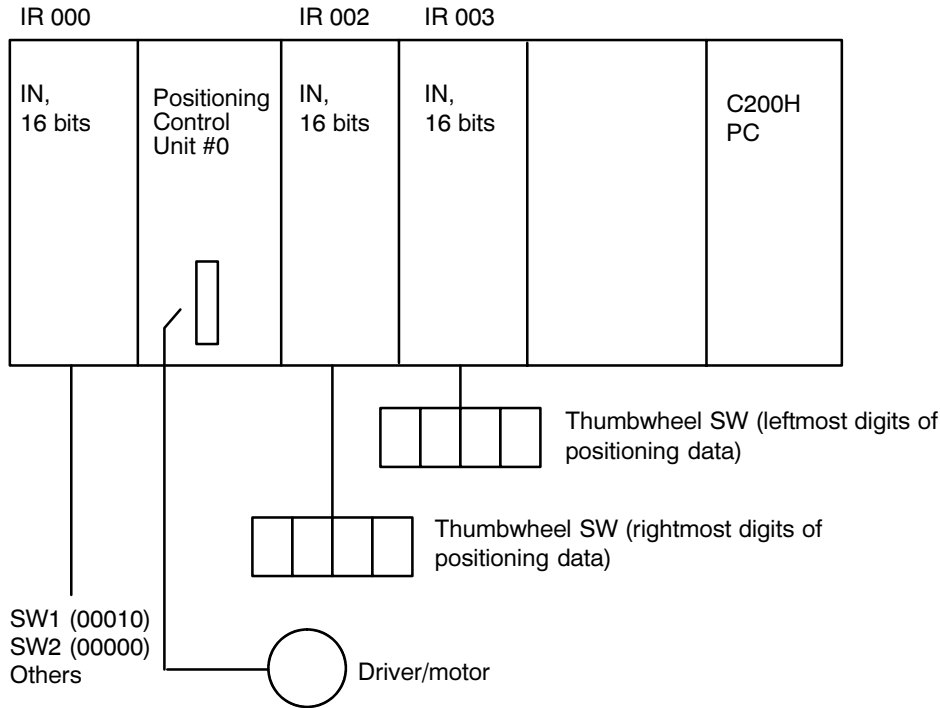 IR 000
IR 002
IR 003
IN,
16 bits
Positioning
Control
Unit #0
IN,
16 bits
IN,
16 bits
C200H
PC
Thumbwheel SW (leftmost digits of
positioning data)
Thumbwheel SW (rightmost digits of
positioning data)
SW1 (00010)
SW2 (00000)
Others
Driver/motor